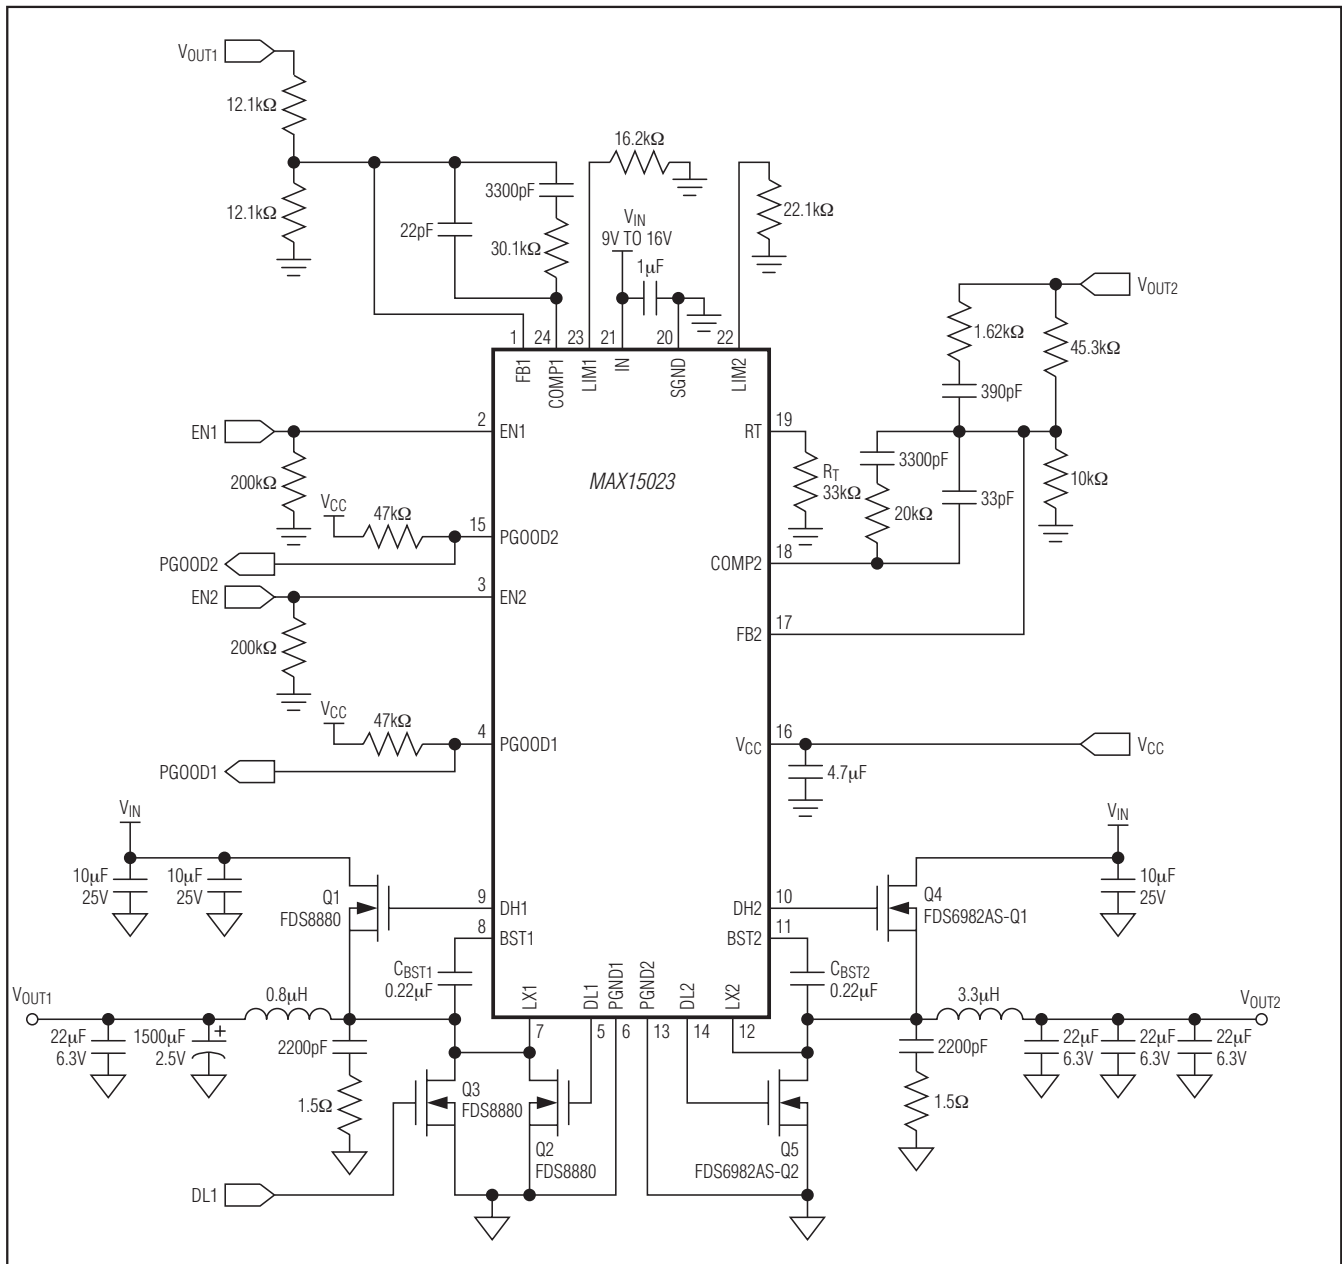 VOUT1
12.1kΩ
12.1kΩ
22pF
3300pF
30.1kΩ
16.2kΩ
VIN
9V TO 16V
1µF
22.1kΩ
VOUT2
1.62kΩ
45.3kΩ
390pF
1
24
23
21
20
22
FB1
COMP1
LIM1
IN
SGND
LIM2
EN1
2
EN1
200kΩ
VCC
47kΩ
15
PGOOD2
PGOOD2
EN2
3
EN2
200kΩ
VCC
47kΩ
4
PGOOD1
PGOOD1
MAX15023
RT
19
RT
33kΩ
3300pF
20kΩ
33pF
10kΩ
COMP2
18
FB2
17
VCC
16
VCC
4.7µF
VIN
10µF
25V
10µF
25V
Q1
FDS8880
9
DH1
8
BST1
CBST1
0.22µF
DH2
10
BST2
11
CBST2
0.22µF
Q4
FDS6982AS-Q1
VIN
10µF
25V
LX1
DL1
PGND1
PGND2
DL2
LX2
7
5
6
13
14
12
VOUT1
0.8µH
22µF
6.3V
1500µF
+
2.5V
2200pF
1.5Ω
Q3
FDS8880
Q2
FDS8880
DL1
Q5
FDS6982AS-Q2
3.3µH
VOUT2
2200pF
1.5Ω
22µF
6.3V
22µF
6.3V
22µF
6.3V